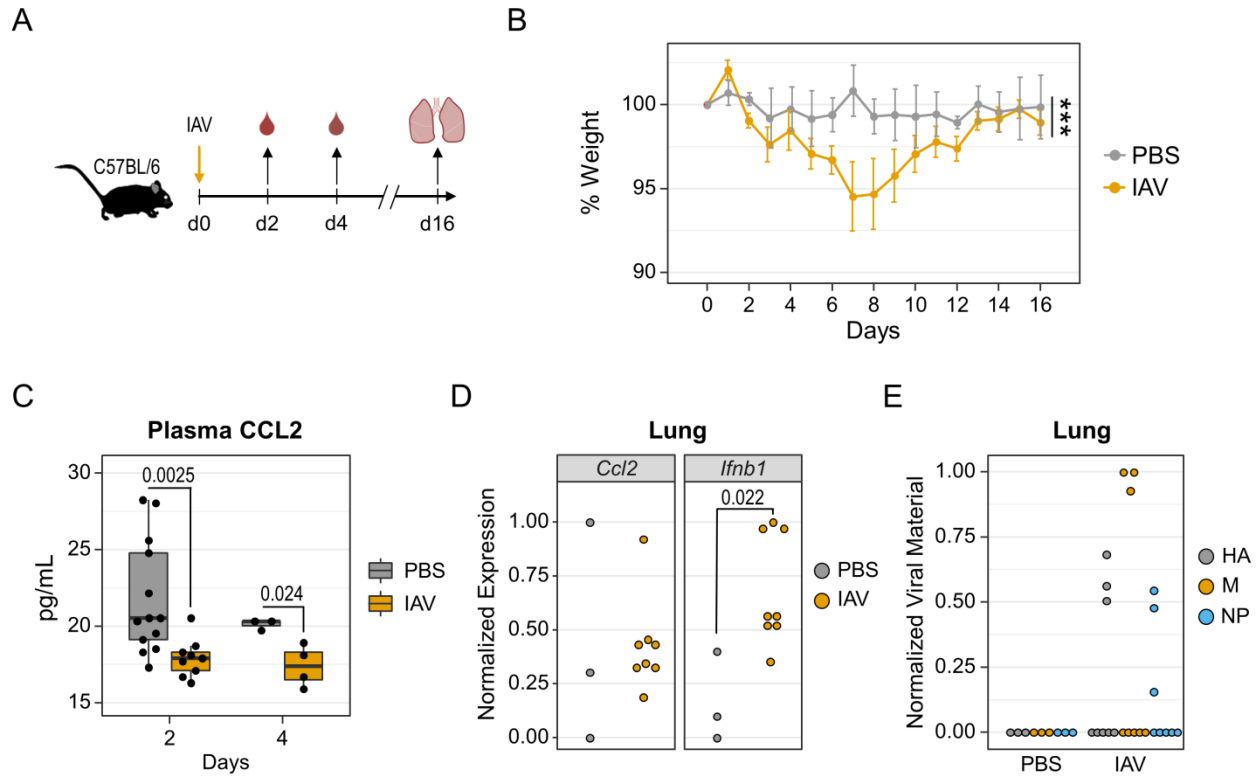 A
IAV
C57BL/6
d0
d2
d4
d16
B
% Weight
100
95
90
0
2
4
6
8
10
12
14
16
Days
***
PBS
IAV
C
Plasma CCL2
pg/mL
30
25
20
15
0.0025
0.024
2
4
Days
PBS
IAV
D
Lung
Ccl2
Ifnb1
Normalized Expression
1.00
0.75
0.50
0.25
0.00
0.022
PBS
IAV
E
Lung
Normalized Viral Material
1.00
0.75
0.50
0.25
0.00
PBS
IAV
HA
M
NP